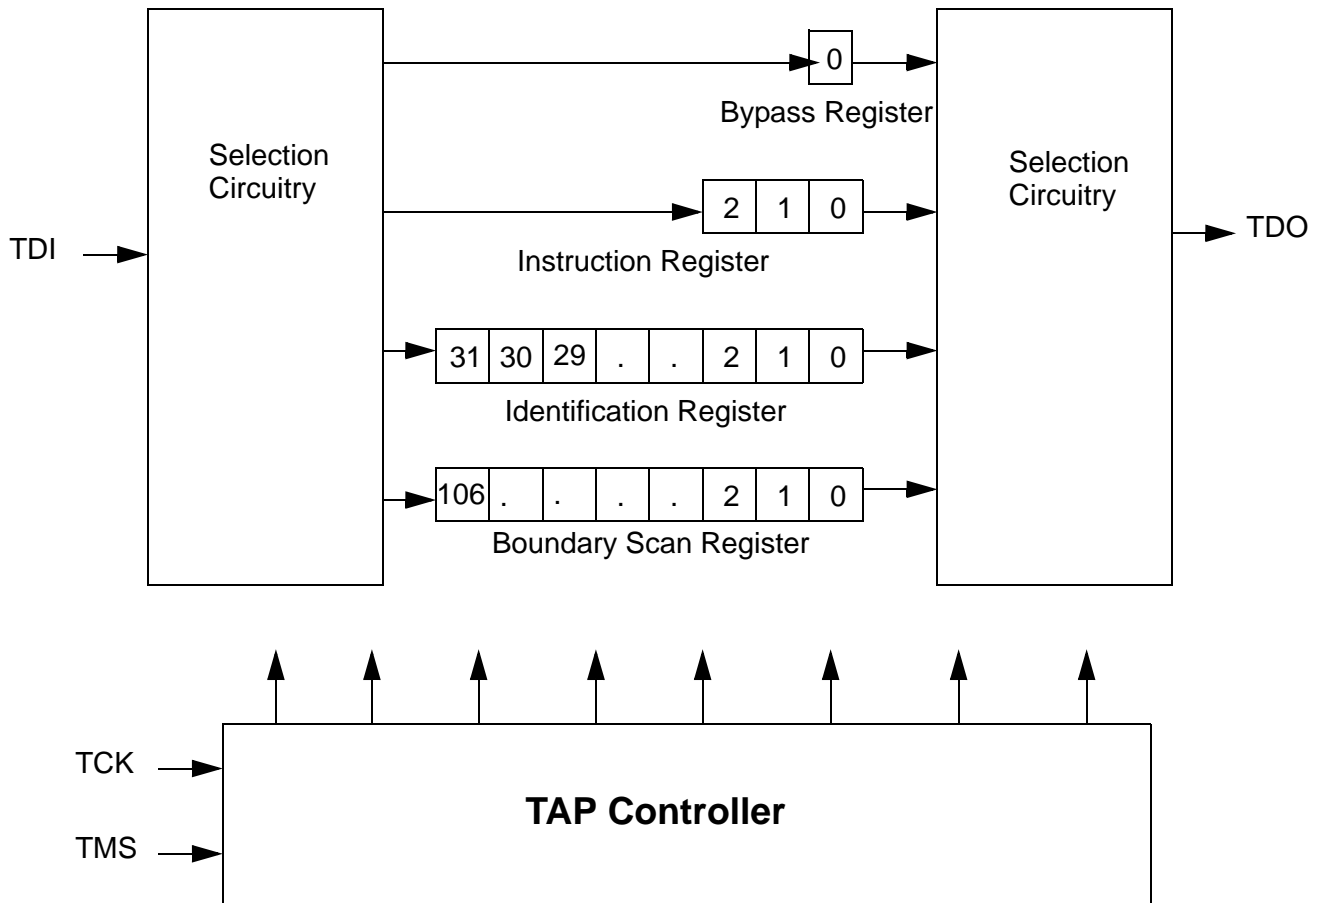 0
Bypass Register
Selection
Circuitry
Selection
Circuitry
2 1 0
TDI
TDO
Instruction Register
31 30 29 . . 2 1 0
Identification Register
106 . . . . 2 1 0
Boundary Scan Register
TCK
TAP Controller
TMS